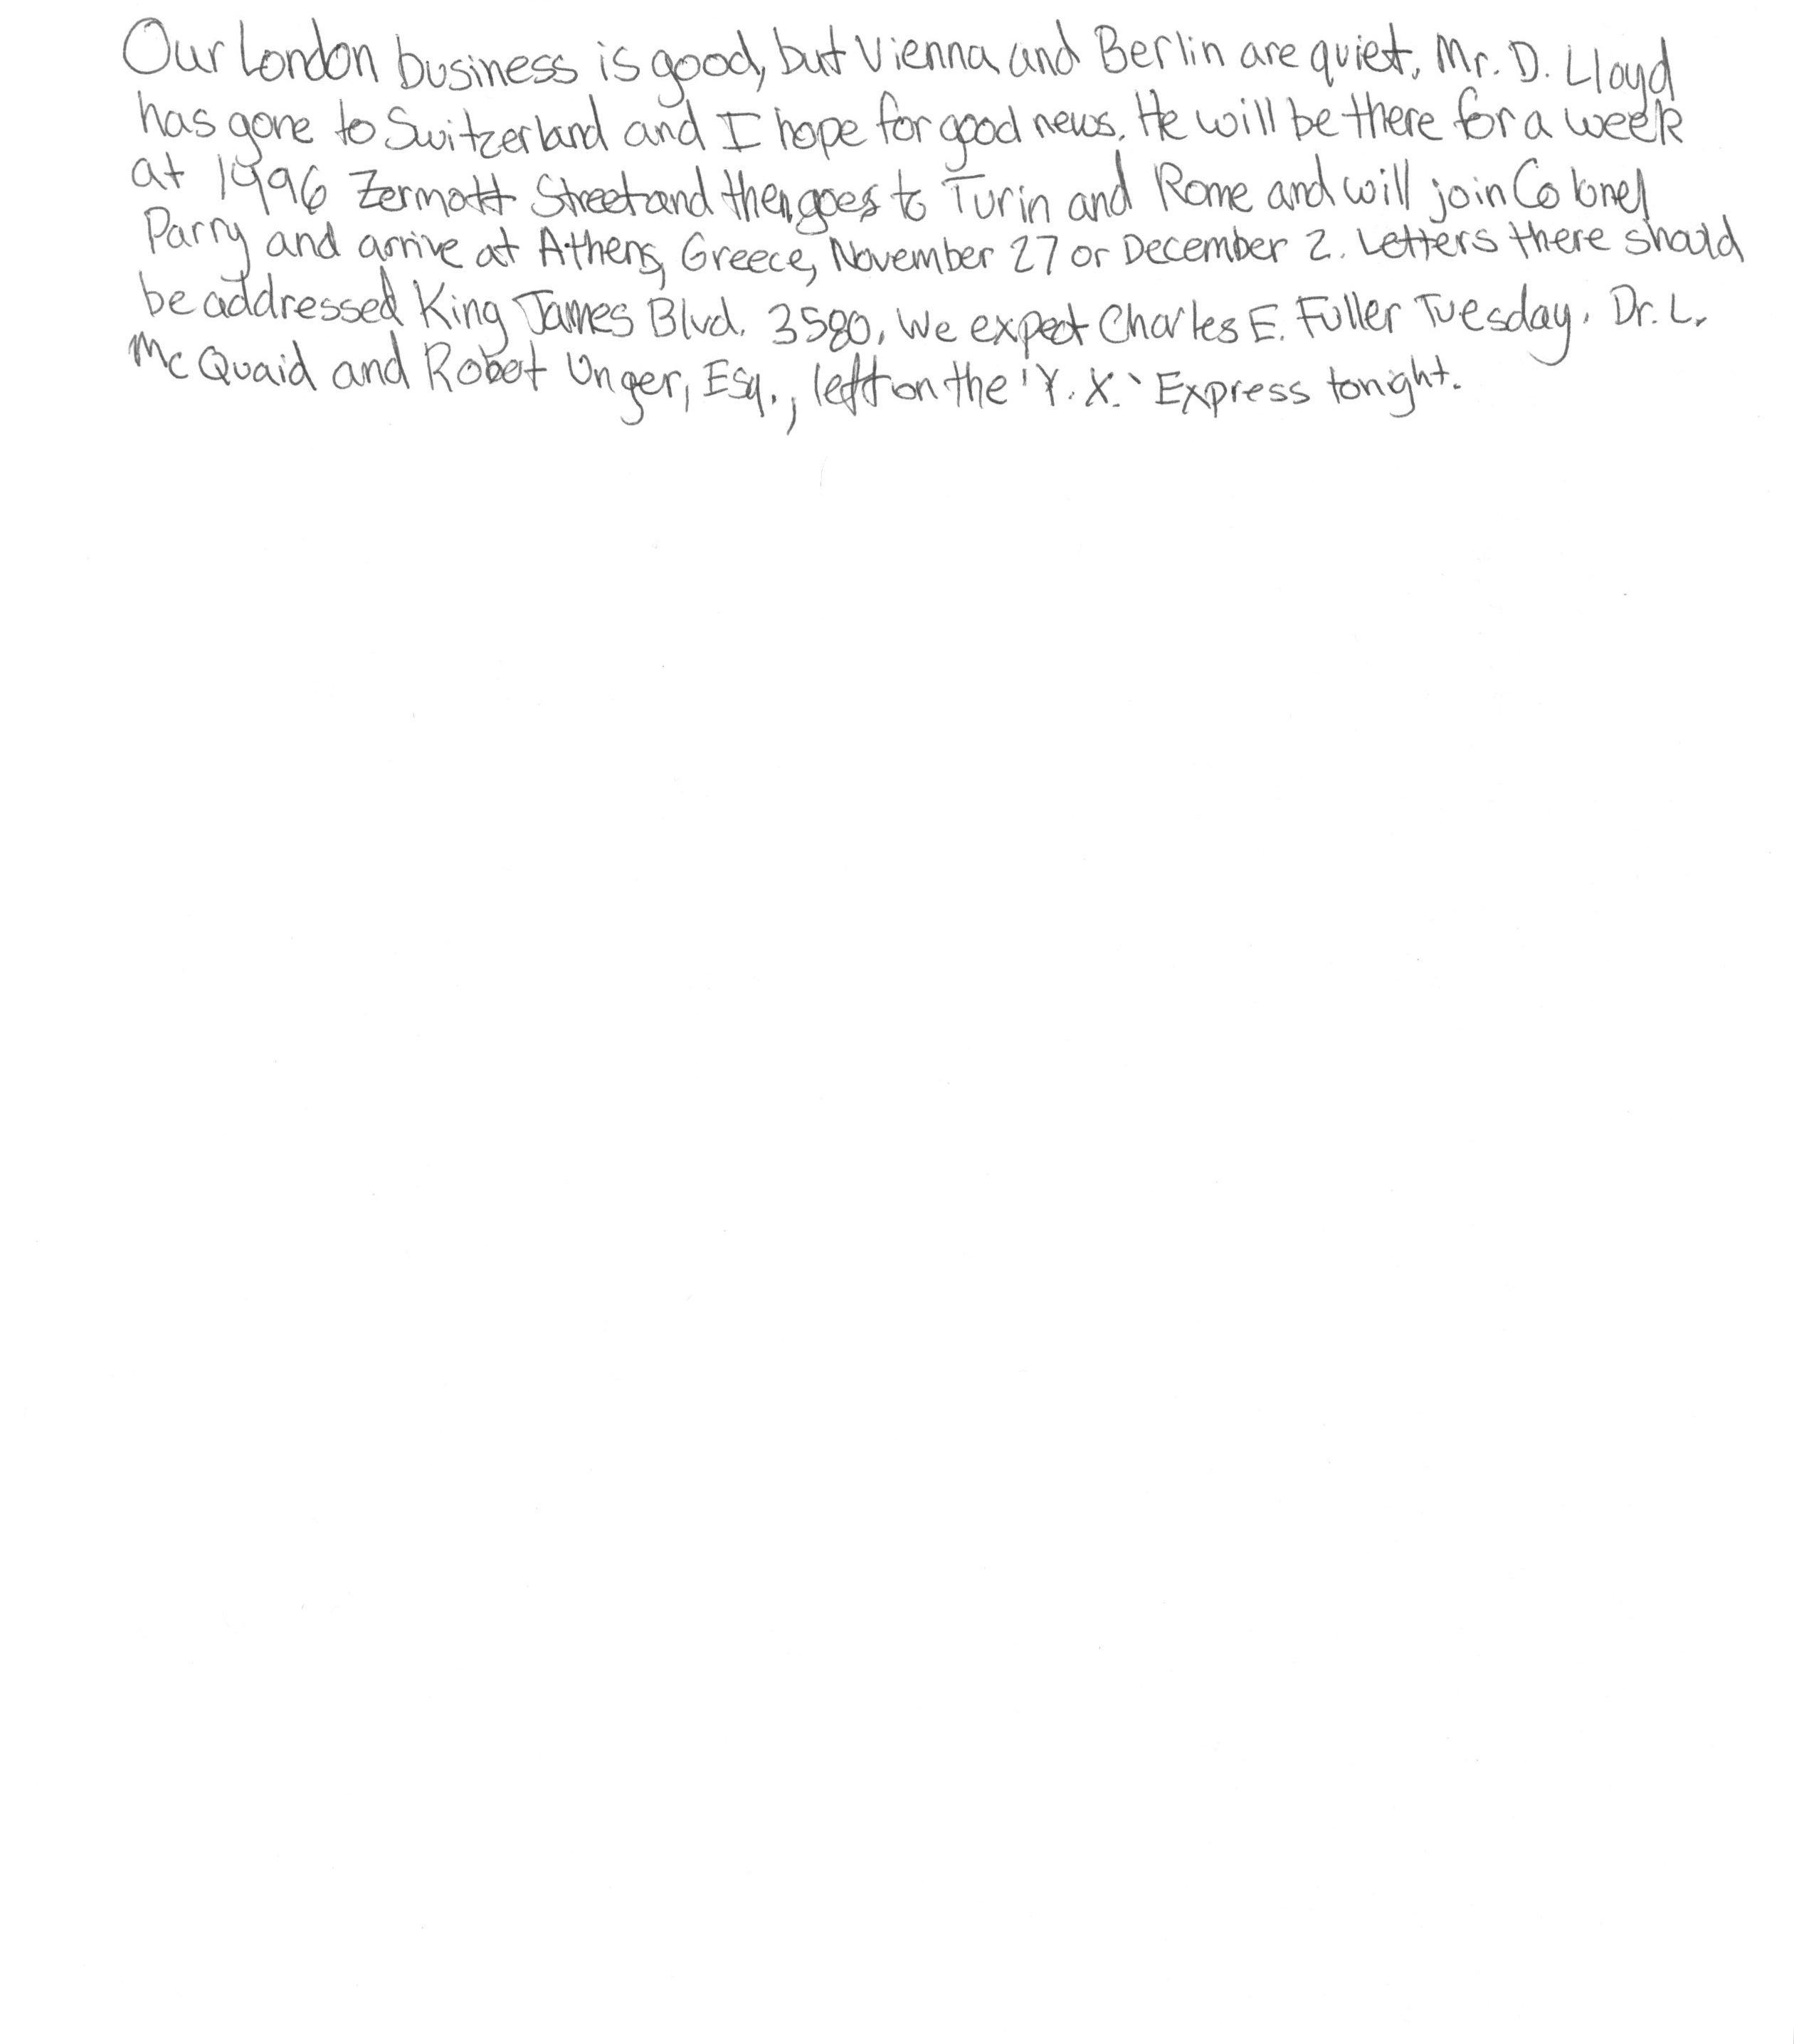 Our London business is good, but Vienna and Berlin are quiet. Mr. D. Lloyd
has gone to Switzerland and I hope for good news. He will be there for a week
at 1996 Zermott Street and then goes to Turin and Rome and will join Colonel
Parry and arrive at Athens, Greece, November 27 or December 2. Letters there should
be addressed King James Blvd. 3580. We expect Charles E. Fuller Tuesday. Dr. L.
McQuaid and Robert Unger, Esq., left on the 'Y.X.' Express tonight.